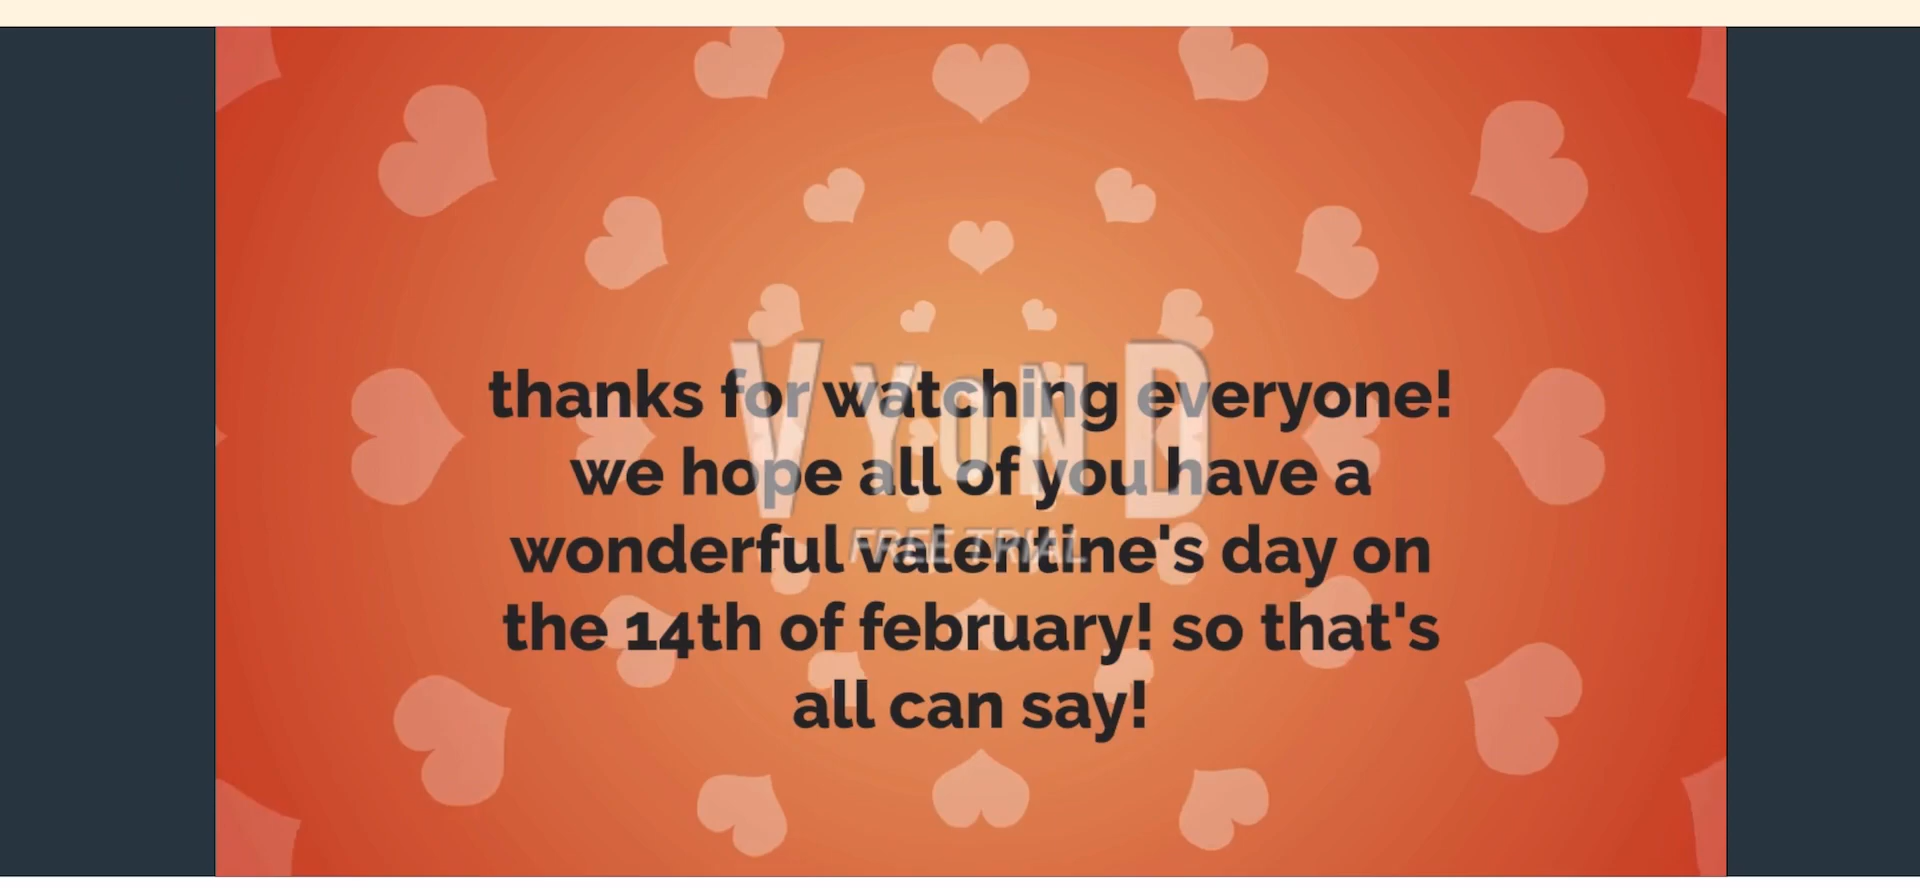 thanks for watching everyone!
we hope all of you have a
wonderful valentine's day on
the 14th of february! so that's
all can say!
VYOND
FREE TRIAL